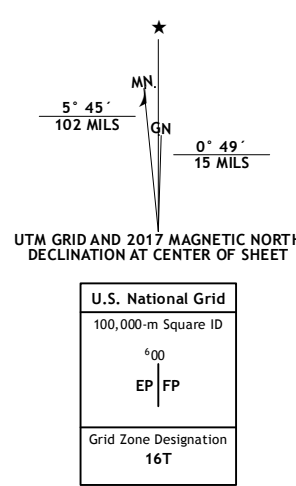 ★
MN.
5° 45´
102 MILS
GN
0° 49´
15 MILS
UTM GRID AND 2017 MAGNETIC NORTH
DECLINATION AT CENTER OF SHEET
U.S. National Grid
100,000-m Square ID
⁶00
EP FP
Grid Zone Designation
16T